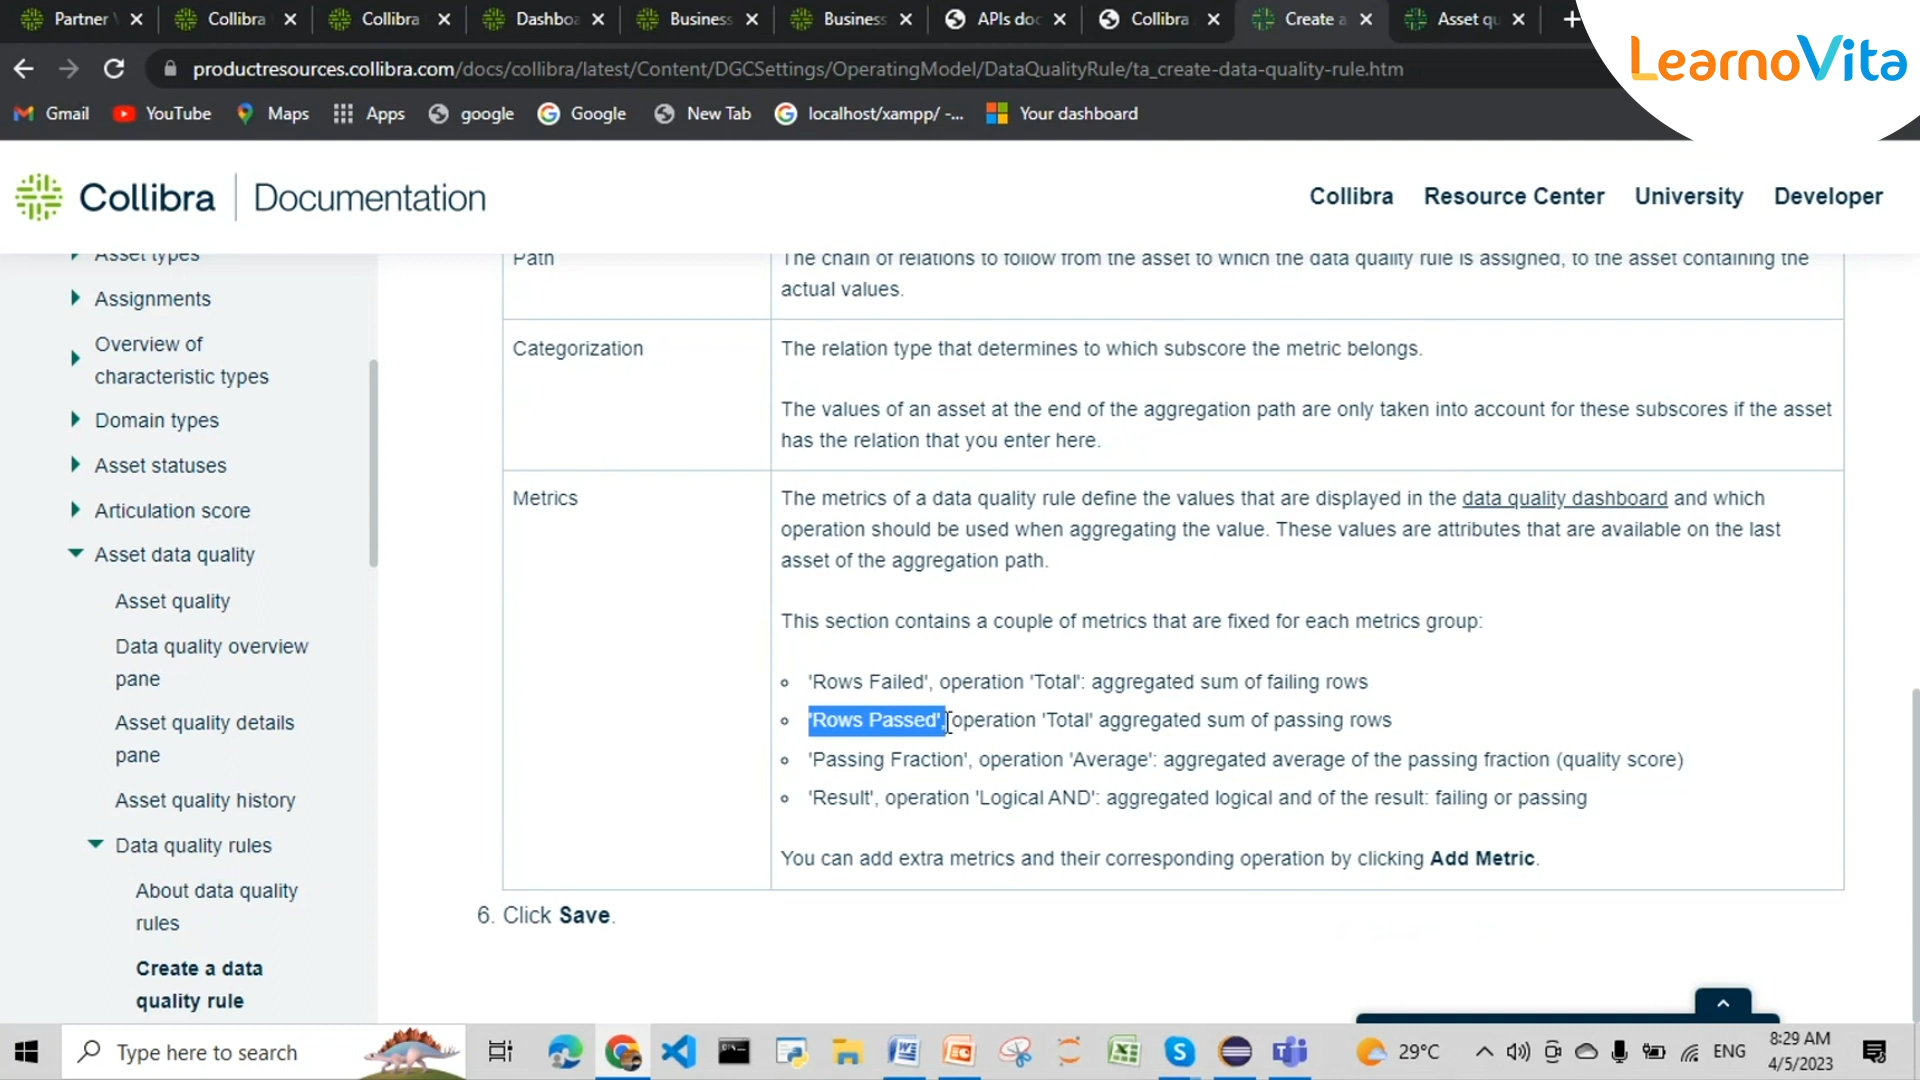 Partner
Collibra
Collibra
Dashbo
Business
Business
APIs doc
Collibra
Create a
Asset qu
LearnoVita
productresources.collibra.com/docs/collibra/latest/Content/DGCSettings/OperatingModel/DataQualityRule/ta_create-data-quality-rule.htm
Gmail
YouTube
Maps
Apps
google
Google
New Tab
localhost/xampp/ -...
Your dashboard
Collibra Documentation
Collibra
Resource Center
University
Developer
Asset types
Assignments
Overview of
characteristic types
Domain types
Asset statuses
Articulation score
Asset data quality
Asset quality
Data quality overview
pane
Asset quality details
pane
Asset quality history
Data quality rules
About data quality
rules
Create a data
quality rule
Path
The chain of relations to follow from the asset to which the data quality rule is assigned, to the asset containing the
actual values.
Categorization
The relation type that determines to which subscore the metric belongs.
The values of an asset at the end of the aggregation path are only taken into account for these subscores if the asset
has the relation that you enter here.
Metrics
The metrics of a data quality rule define the values that are displayed in the data quality dashboard and which
operation should be used when aggregating the value. These values are attributes that are available on the last
asset of the aggregation path.
This section contains a couple of metrics that are fixed for each metrics group:
'Rows Failed', operation 'Total': aggregated sum of failing rows
'Rows Passed', operation 'Total' aggregated sum of passing rows
'Passing Fraction', operation 'Average': aggregated average of the passing fraction (quality score)
'Result', operation 'Logical AND': aggregated logical and of the result: failing or passing
You can add extra metrics and their corresponding operation by clicking Add Metric.
6. Click Save.
Type here to search
29°C
ENG
8:29 AM
4/5/2023